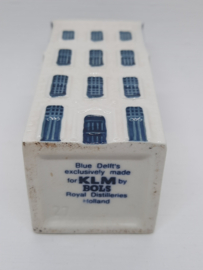 Blue Delft's
exclusively made
for KLM by
BOLS
Royal Distilleries
Holland